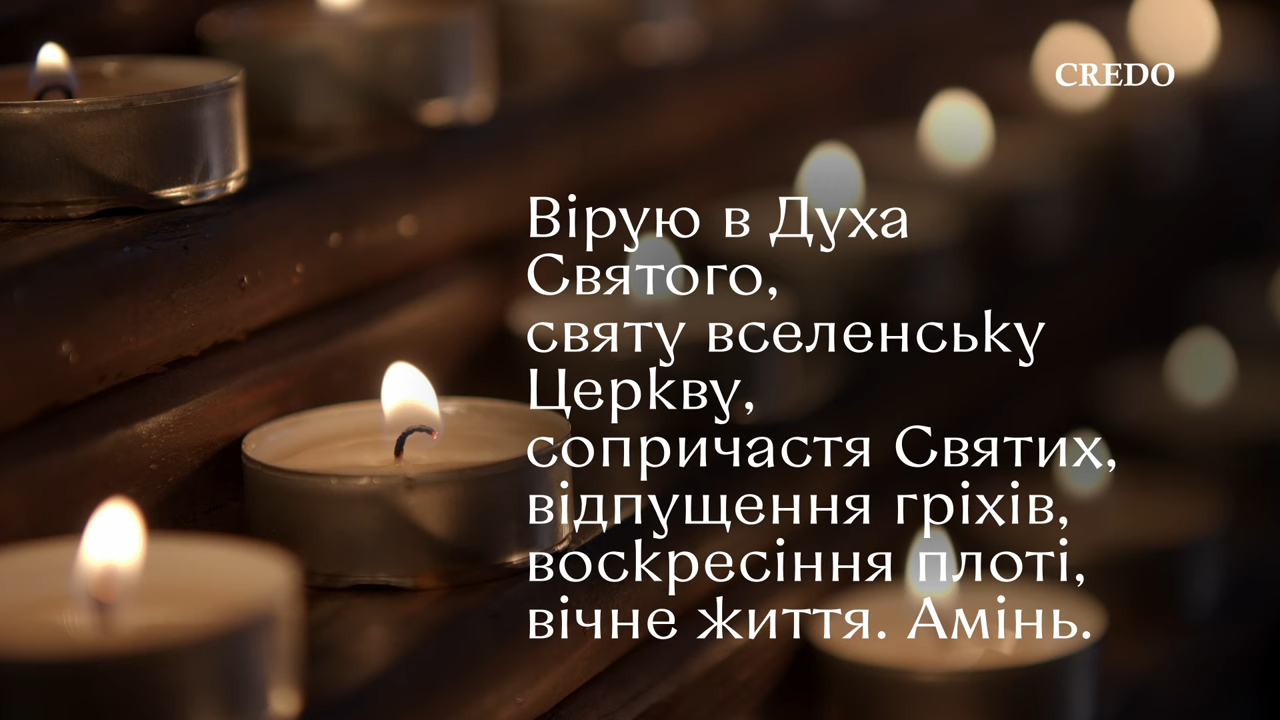 CREDO
Вірую в Духа
Святого,
святу вселенську
Церкву,
сопричастя Святих,
відпущення гріхів,
воскресіння плоті,
вічне життя. Амінь.